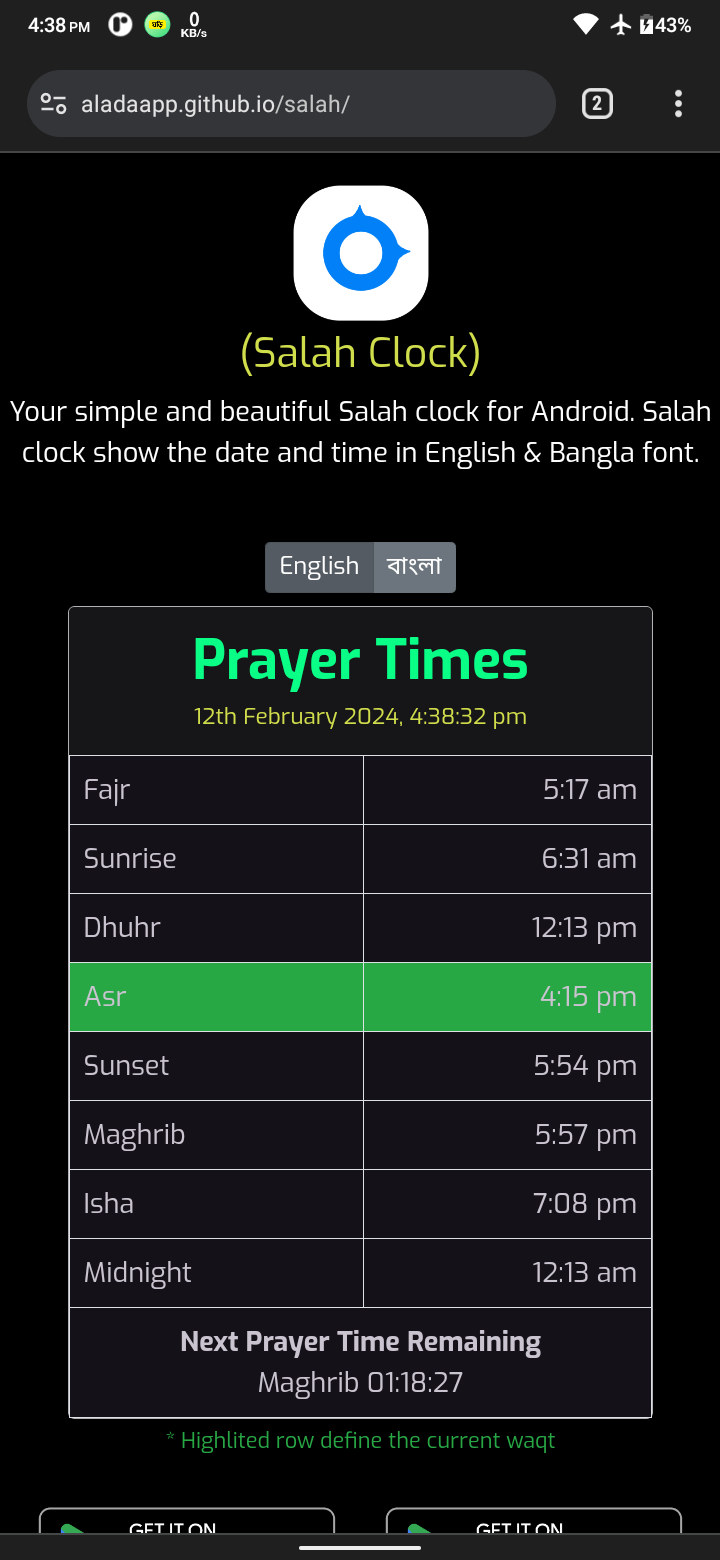 4:38 PM 0 KB/s 43%
aladaapp.github.io/salah/ 2
(Salah Clock)
Your simple and beautiful Salah clock for Android. Salah
clock show the date and time in English & Bangla font.
English বাংলা
Prayer Times
12th February 2024, 4:38:32 pm
Fajr 5:17 am
Sunrise 6:31 am
Dhuhr 12:13 pm
Asr 4:15 pm
Sunset 5:54 pm
Maghrib 5:57 pm
Isha 7:08 pm
Midnight 12:13 am
Next Prayer Time Remaining
Maghrib 01:18:27
* Highlited row define the current waqt
GET IT ON GET IT ON